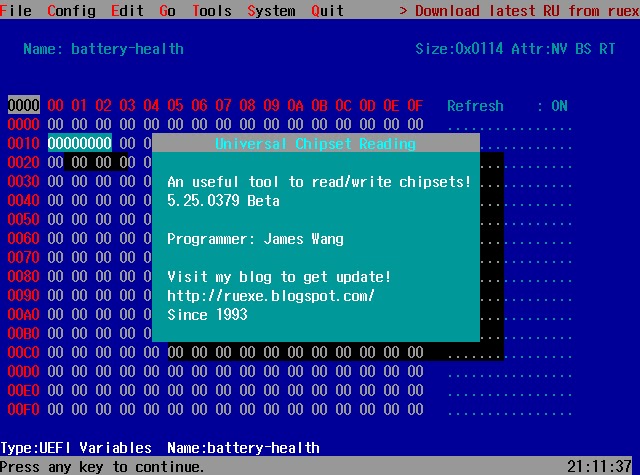 File Config Edit Go Tools System Quit > Download latest RU from ruex
Name: battery-health Size:0x0114 Attr:NV BS RT
0000 00 01 02 03 04 05 06 07 08 09 0A 0B 0C 0D 0E 0F Refresh : ON
0000 00 00 00 00 00 00 00 00 00 00 00 00 00 00 00 00 ................
0010 00000000 00 0
Universal Chipset Reading
0020 00 00 00 00 0
0030 00 00 00 00 0
An useful tool to read/write chipsets!
0040 00 00 00 00 0
5.25.0379 Beta
0050 00 00 00 00 0
0060 00 00 00 00 0
Programmer: James Wang
0070 00 00 00 00 0
0080 00 00 00 00 0
Visit my blog to get update!
0090 00 00 00 00 0
http://ruexe.blogspot.com/
00A0 00 00 00 00 0
Since 1993
00B0 00 00 00 00 0
00C0 00 00 00 00 00 00 00 00 00 00 00 00 00 00 00 00 ................
00D0 00 00 00 00 00 00 00 00 00 00 00 00 00 00 00 00 ................
00E0 00 00 00 00 00 00 00 00 00 00 00 00 00 00 00 00 ................
00F0 00 00 00 00 00 00 00 00 00 00 00 00 00 00 00 00 ................
Type:UEFI Variables Name:battery-health
Press any key to continue. 21:11:37